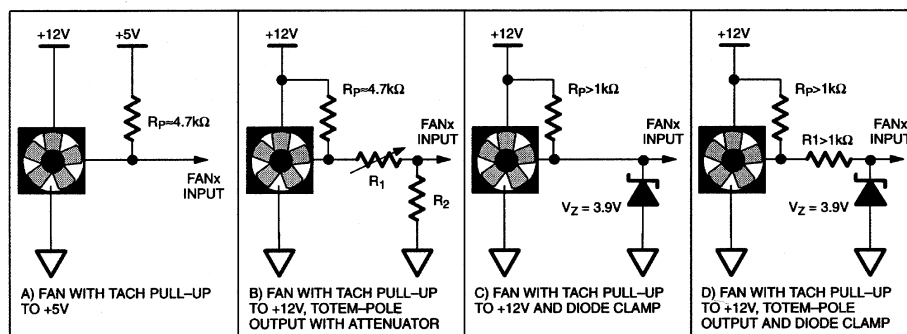 +12V
+5V
RP≈4.7kΩ
FANx
INPUT
A) FAN WITH TACH PULL–UP
TO +5V
+12V
RP≈4.7kΩ
FANx
INPUT
R1
R2
B) FAN WITH TACH PULL–UP
TO +12V, TOTEM–POLE
OUTPUT WITH ATTENUATOR
+12V
RP>1kΩ
FANx
INPUT
VZ = 3.9V
C) FAN WITH TACH PULL–UP
TO +12V AND DIODE CLAMP
+12V
RP>1kΩ
FANx
INPUT
R1>1kΩ
VZ = 3.9V
D) FAN WITH TACH PULL–UP
TO +12V, TOTEM–POLE
OUTPUT AND DIODE CLAMP